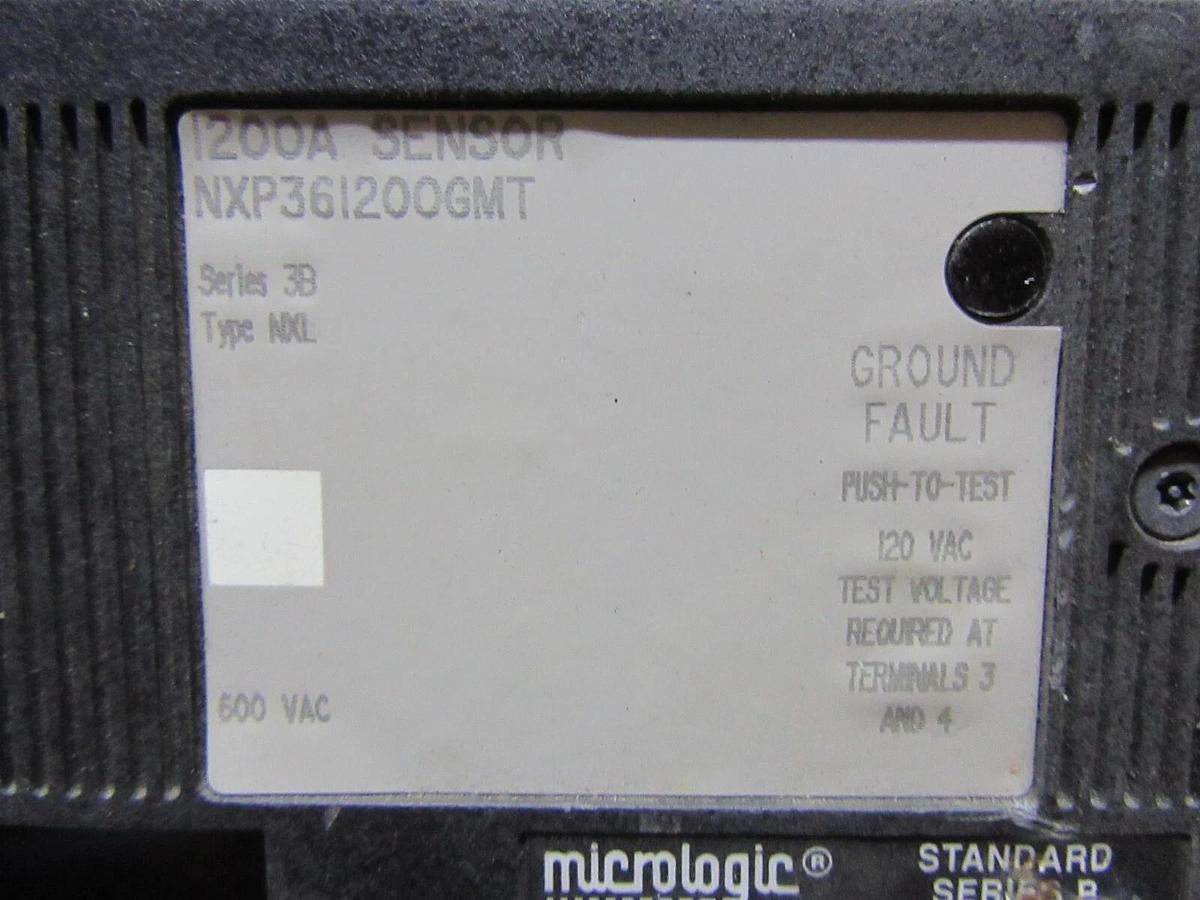 1200A SENSOR
NXP361200GMT
Series 3B
Type NXL
GROUND
FAULT
PUSH-TO-TEST
120 VAC
TEST VOLTAGE
REQUIRED AT
TERMINALS 3
AND 4
600 VAC
micrologic®
STANDARD
SERIES B